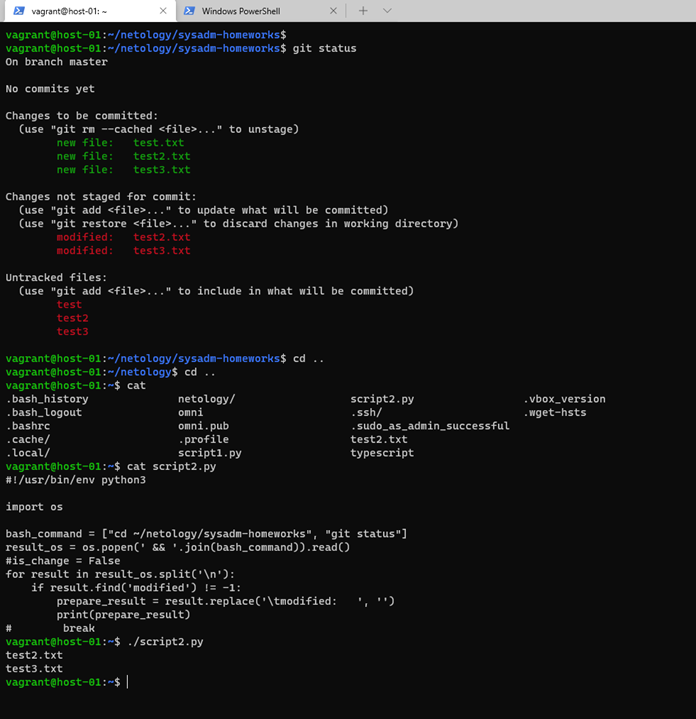 vagrant@host-01: ~
Windows PowerShell
vagrant@host-01:~/netology/sysadm-homeworks$
vagrant@host-01:~/netology/sysadm-homeworks$ git status
On branch master

No commits yet

Changes to be committed:
  (use "git rm --cached <file>..." to unstage)
        new file:   test.txt
        new file:   test2.txt
        new file:   test3.txt

Changes not staged for commit:
  (use "git add <file>..." to update what will be committed)
  (use "git restore <file>..." to discard changes in working directory)
        modified:   test2.txt
        modified:   test3.txt

Untracked files:
  (use "git add <file>..." to include in what will be committed)
        test
        test2
        test3

vagrant@host-01:~/netology/sysadm-homeworks$ cd ..
vagrant@host-01:~/netology$ cd ..
vagrant@host-01:~$ cat
.bash_history              netology/                  script2.py                 .vbox_version
.bash_logout               omni                       .ssh/                      .wget-hsts
.bashrc                    omni.pub                   .sudo_as_admin_successful
.cache/                    .profile                   test2.txt
.local/                    script1.py                 typescript
vagrant@host-01:~$ cat script2.py
#!/usr/bin/env python3

import os

bash_command = ["cd ~/netology/sysadm-homeworks", "git status"]
result_os = os.popen(' && '.join(bash_command)).read()
#is_change = False
for result in result_os.split('\n'):
    if result.find('modified') != -1:
        prepare_result = result.replace('\tmodified:   ', '')
        print(prepare_result)
#        break
vagrant@host-01:~$ ./script2.py
test2.txt
test3.txt
vagrant@host-01:~$